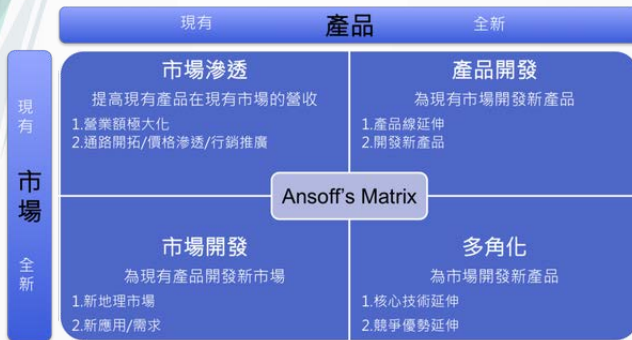 現有
產品
全新
現有
市場
全新
市場滲透
提高現有產品在現有市場的營收
1.營業額極大化
2.通路開拓/價格滲透/行銷推廣
產品開發
為現有市場開發新產品
1.產品線延伸
2.開發新產品
Ansoff's Matrix
市場開發
為現有產品開發新市場
1.新地理市場
2.新應用/需求
多角化
為市場開發新產品
1.核心技術延伸
2.競爭優勢延伸